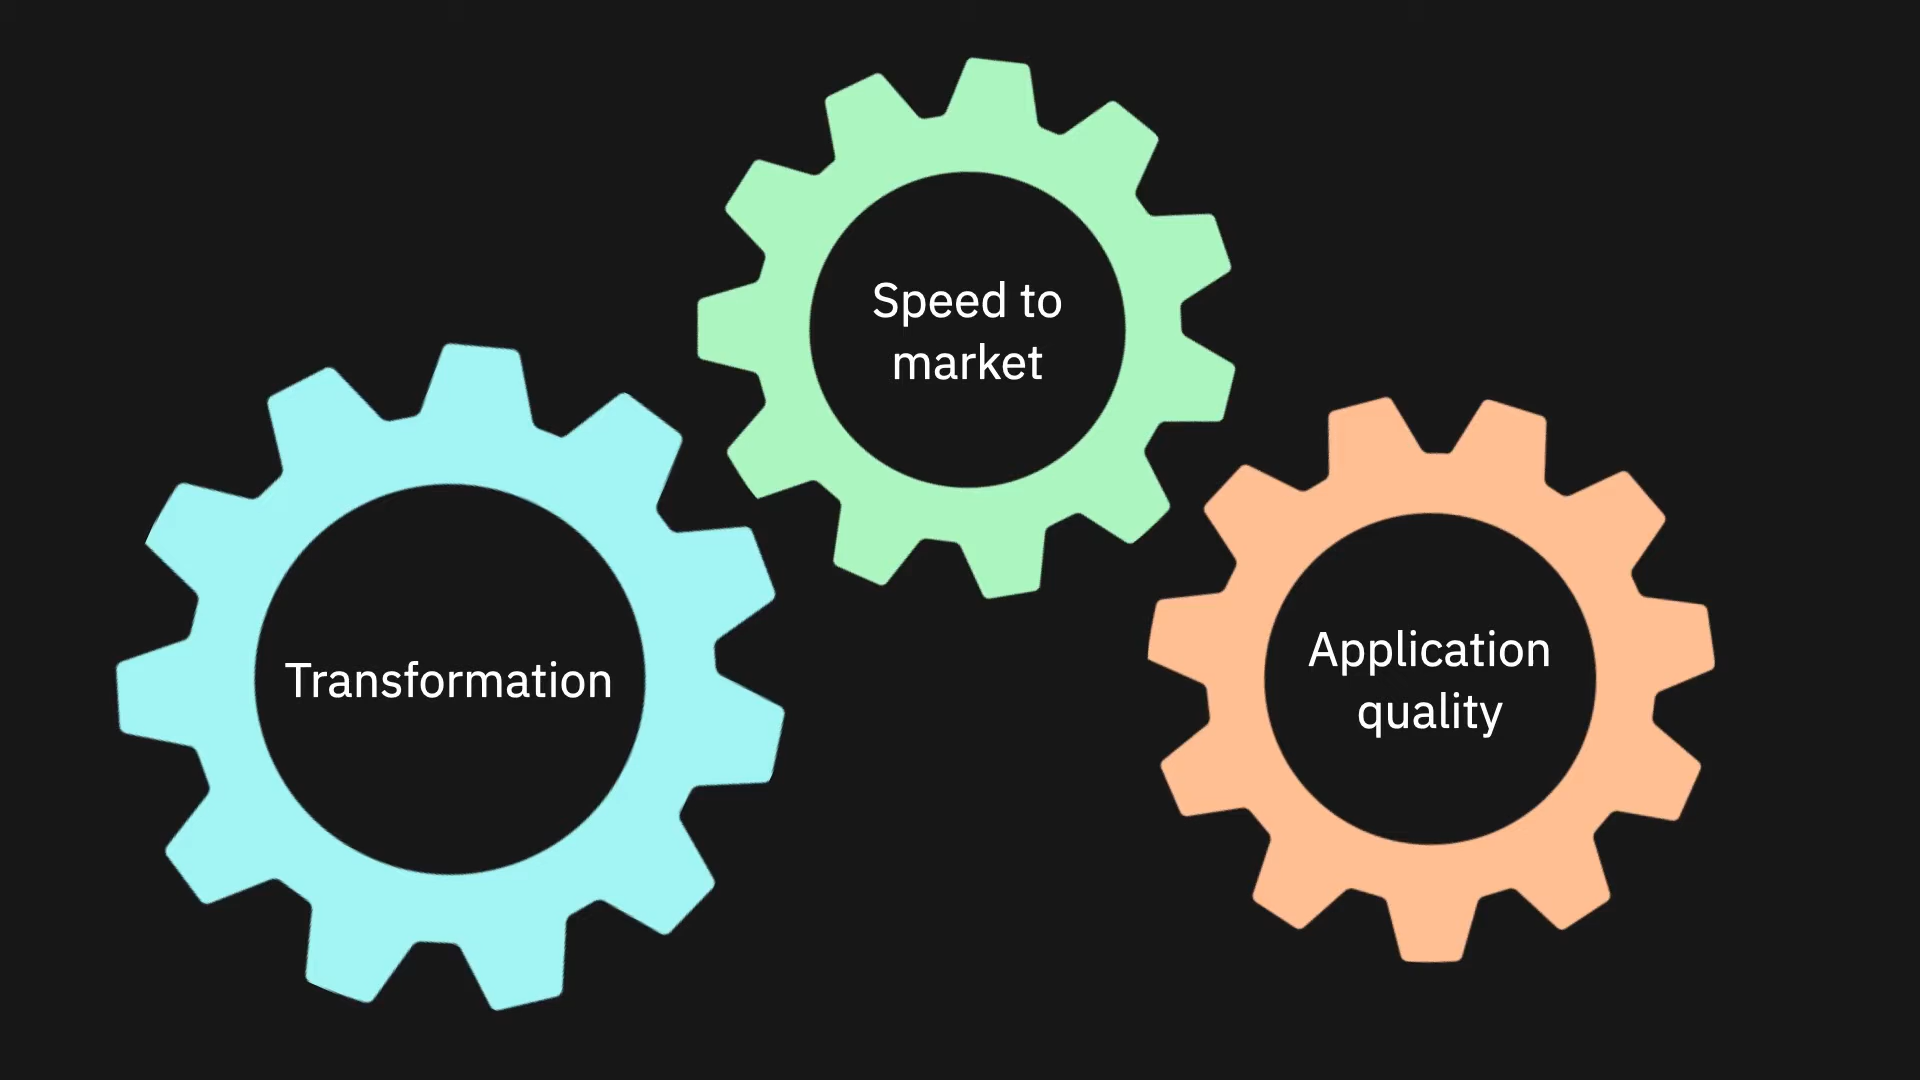 Speed to
market
Transformation
Application
quality